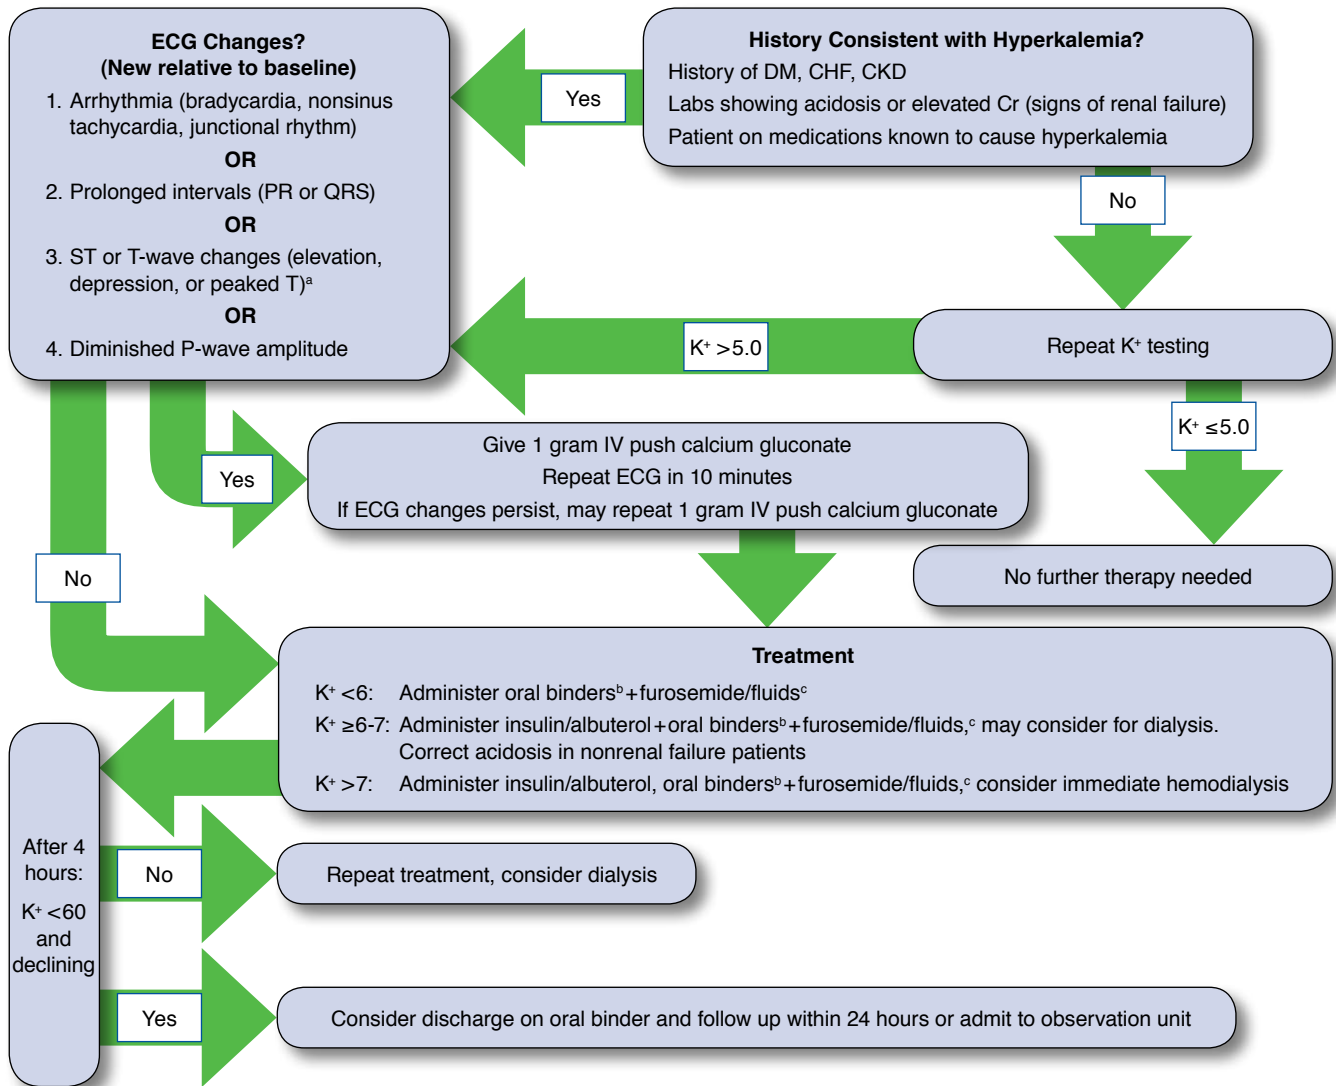 ECG Changes?
(New relative to baseline)
1. Arrhythmia (bradycardia, nonsinus
tachycardia, junctional rhythm)
OR
2. Prolonged intervals (PR or QRS)
OR
3. ST or T-wave changes (elevation,
depression, or peaked T)ᵃ
OR
4. Diminished P-wave amplitude
Yes
History Consistent with Hyperkalemia?
History of DM, CHF, CKD
Labs showing acidosis or elevated Cr (signs of renal failure)
Patient on medications known to cause hyperkalemia
No
K⁺ >5.0
Repeat K⁺ testing
K⁺ ≤5.0
Yes
Give 1 gram IV push calcium gluconate
Repeat ECG in 10 minutes
If ECG changes persist, may repeat 1 gram IV push calcium gluconate
No
No further therapy needed
Treatment
K⁺ <6: Administer oral bindersᵇ+furosemide/fluidsᶜ
K⁺ ≥6-7: Administer insulin/albuterol+oral bindersᵇ+furosemide/fluids,ᶜ may consider for dialysis.
Correct acidosis in nonrenal failure patients
K⁺ >7: Administer insulin/albuterol, oral bindersᵇ+furosemide/fluids,ᶜ consider immediate hemodialysis
After 4
hours:
K⁺ <60
and
declining
No
Repeat treatment, consider dialysis
Yes
Consider discharge on oral binder and follow up within 24 hours or admit to observation unit